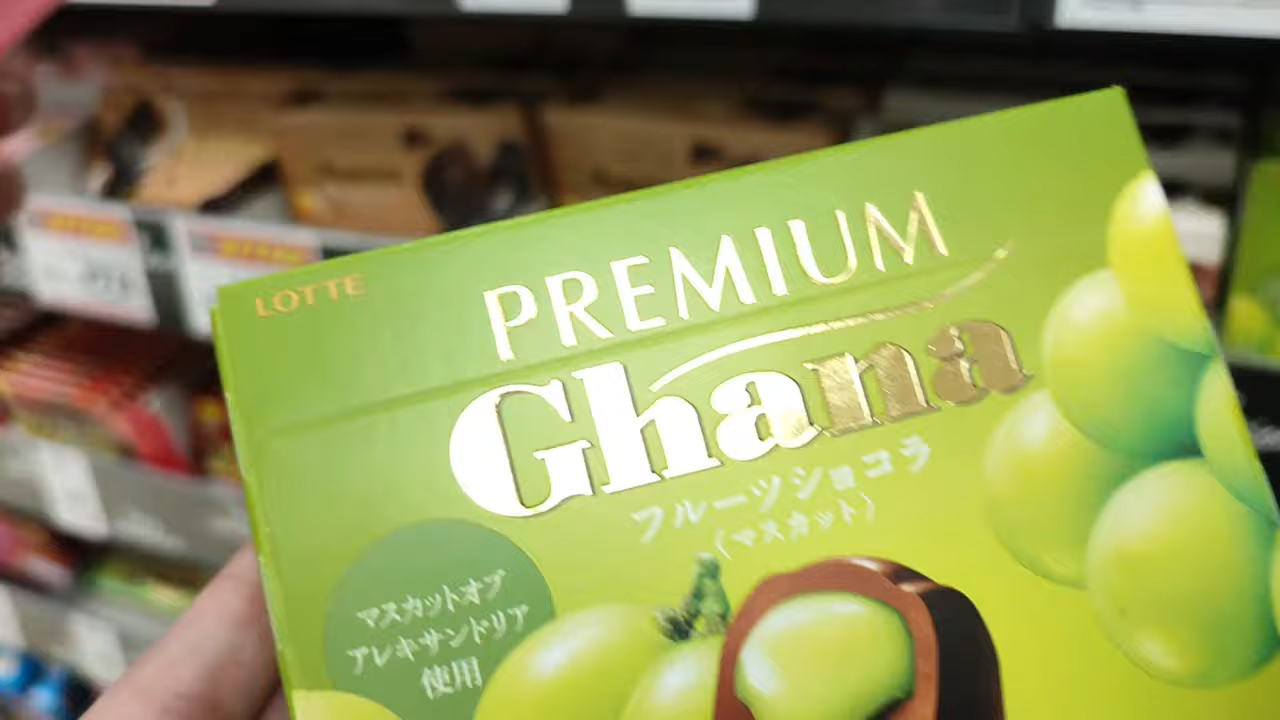 LOTTE
PREMIUM
Ghana
フルーツショコラ
〈マスカット〉
マスカットオブ
アレキサンドリア
使用